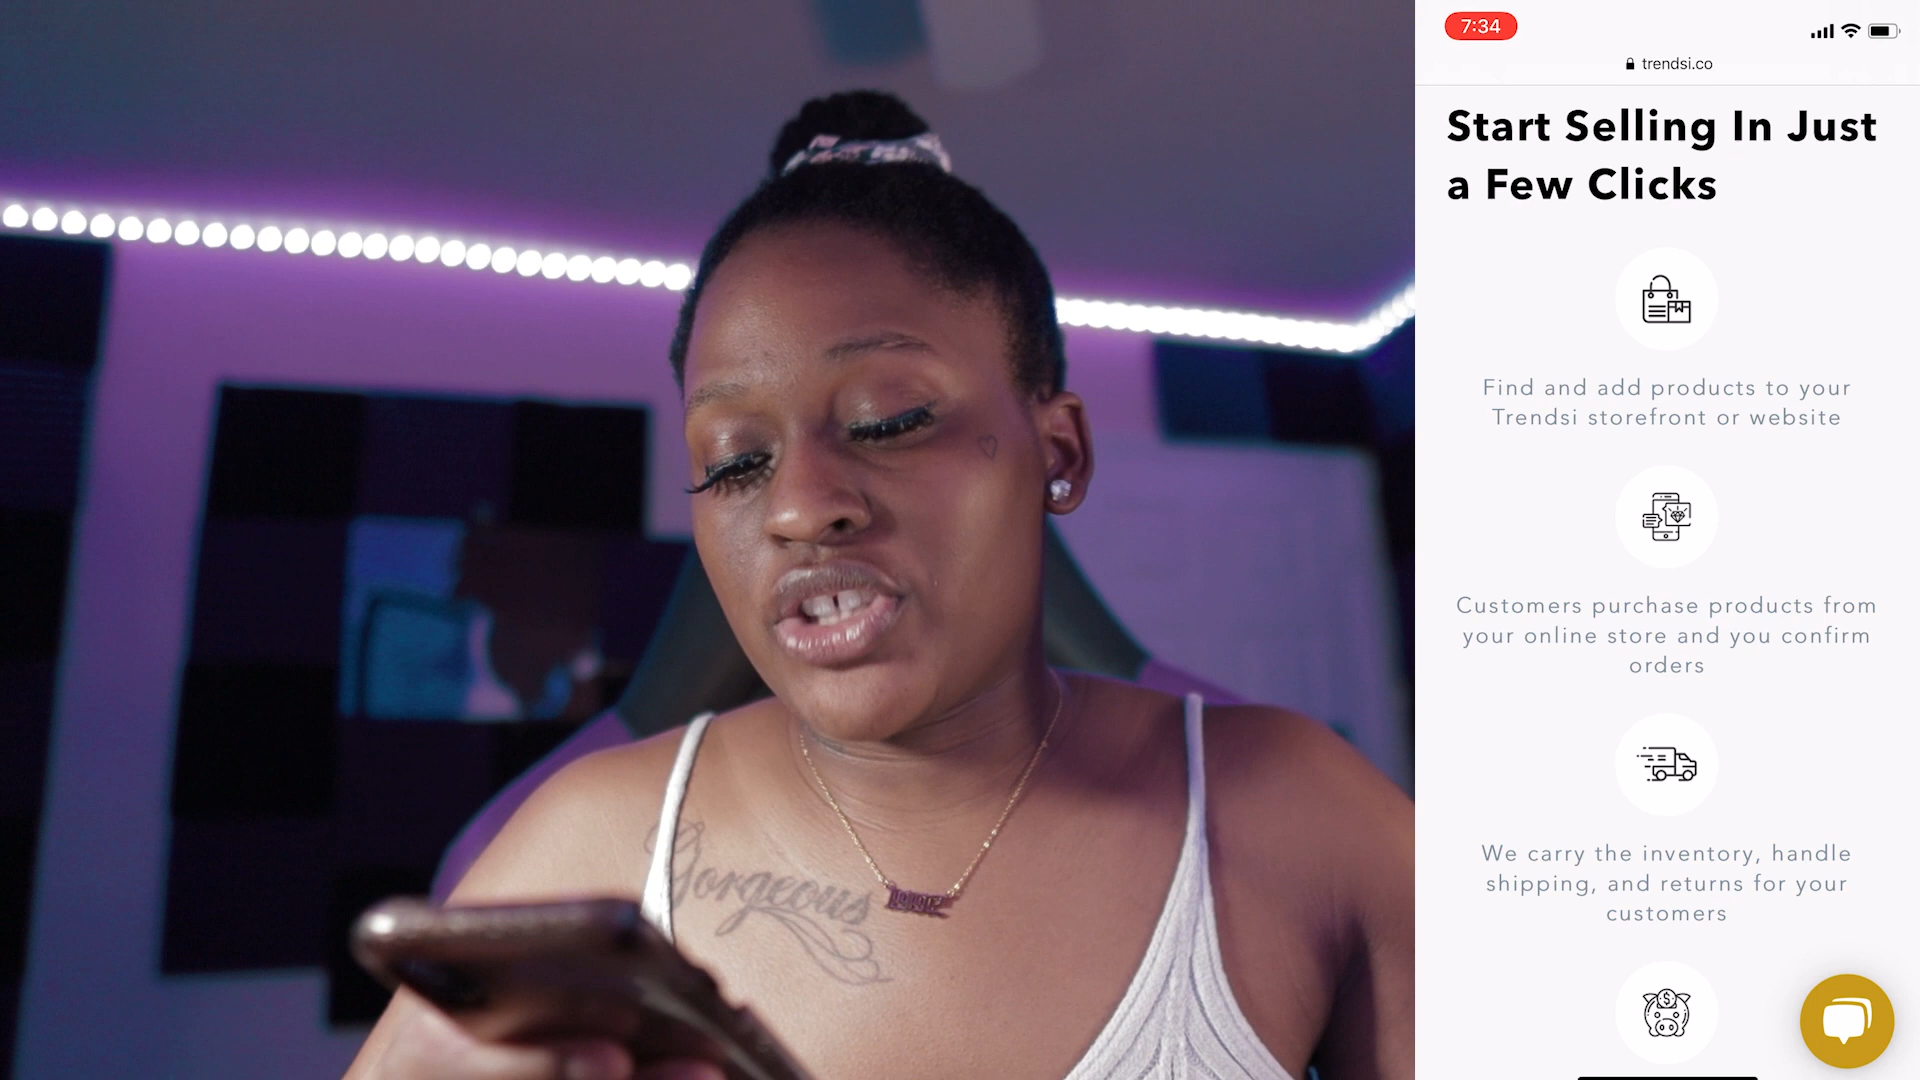 7:34
trendsi.co
Start Selling In Just
a Few Clicks
Find and add products to your
Trendsi storefront or website
Customers purchase products from
your online store and you confirm
orders
We carry the inventory, handle
shipping, and returns for your
customers
Gorgeous